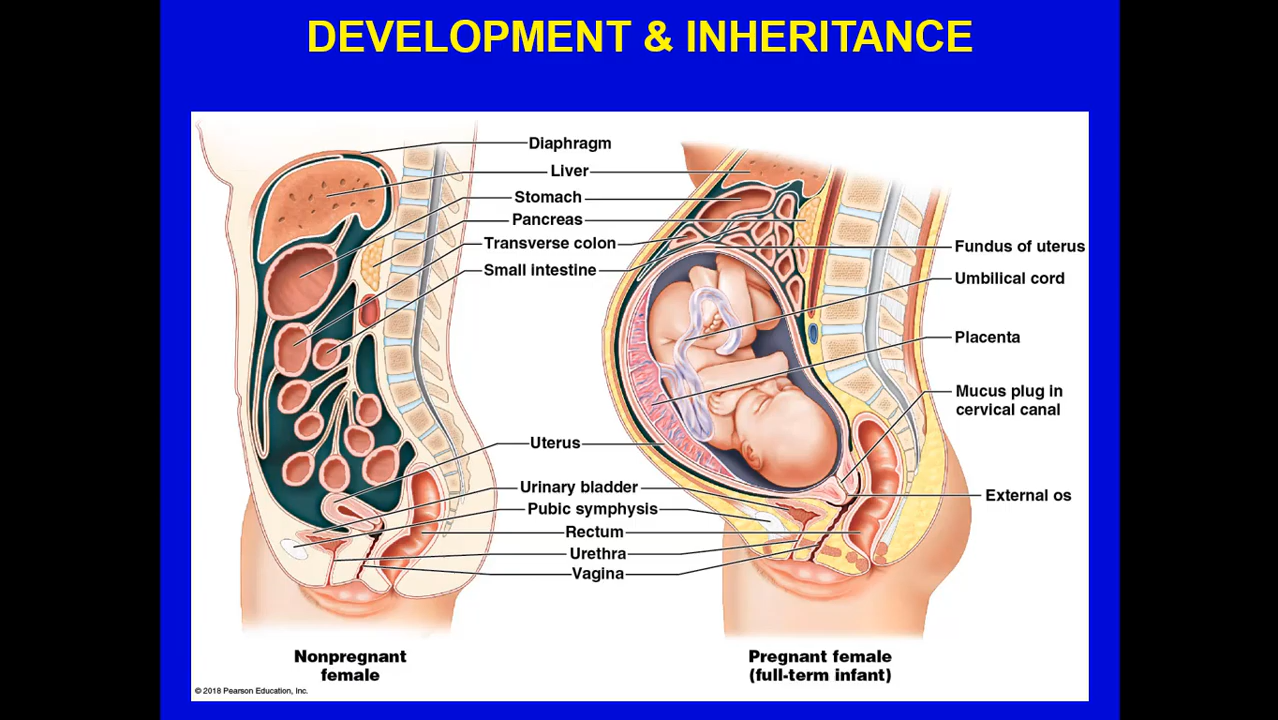 DEVELOPMENT & INHERITANCE
Diaphragm
Liver
Stomach
Pancreas
Transverse colon
Small intestine
Fundus of uterus
Umbilical cord
Placenta
Mucus plug in
cervical canal
Uterus
Urinary bladder
Pubic symphysis
Rectum
Urethra
Vagina
External os
Nonpregnant
female
Pregnant female
(full-term infant)
© 2018 Pearson Education, Inc.